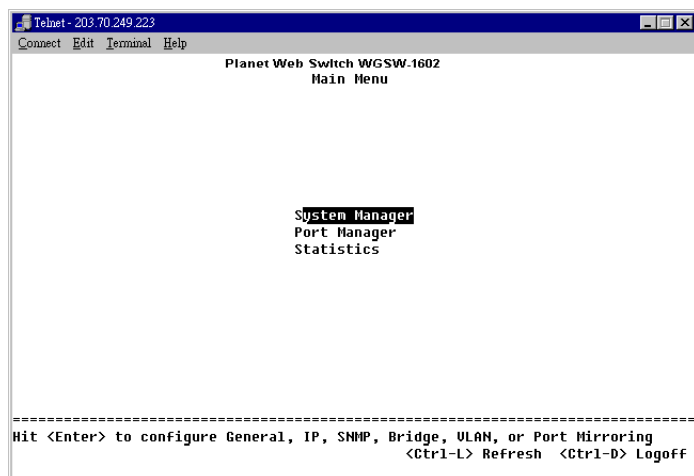 Telnet - 203.70.249.223
Connect Edit Terminal Help
Planet Web Switch WGSW-1602
Main Menu
System Manager
Port Manager
Statistics
================================================================================
Hit <Enter> to configure General, IP, SNMP, Bridge, VLAN, or Port Mirroring
<Ctrl-L> Refresh <Ctrl-D> Logoff